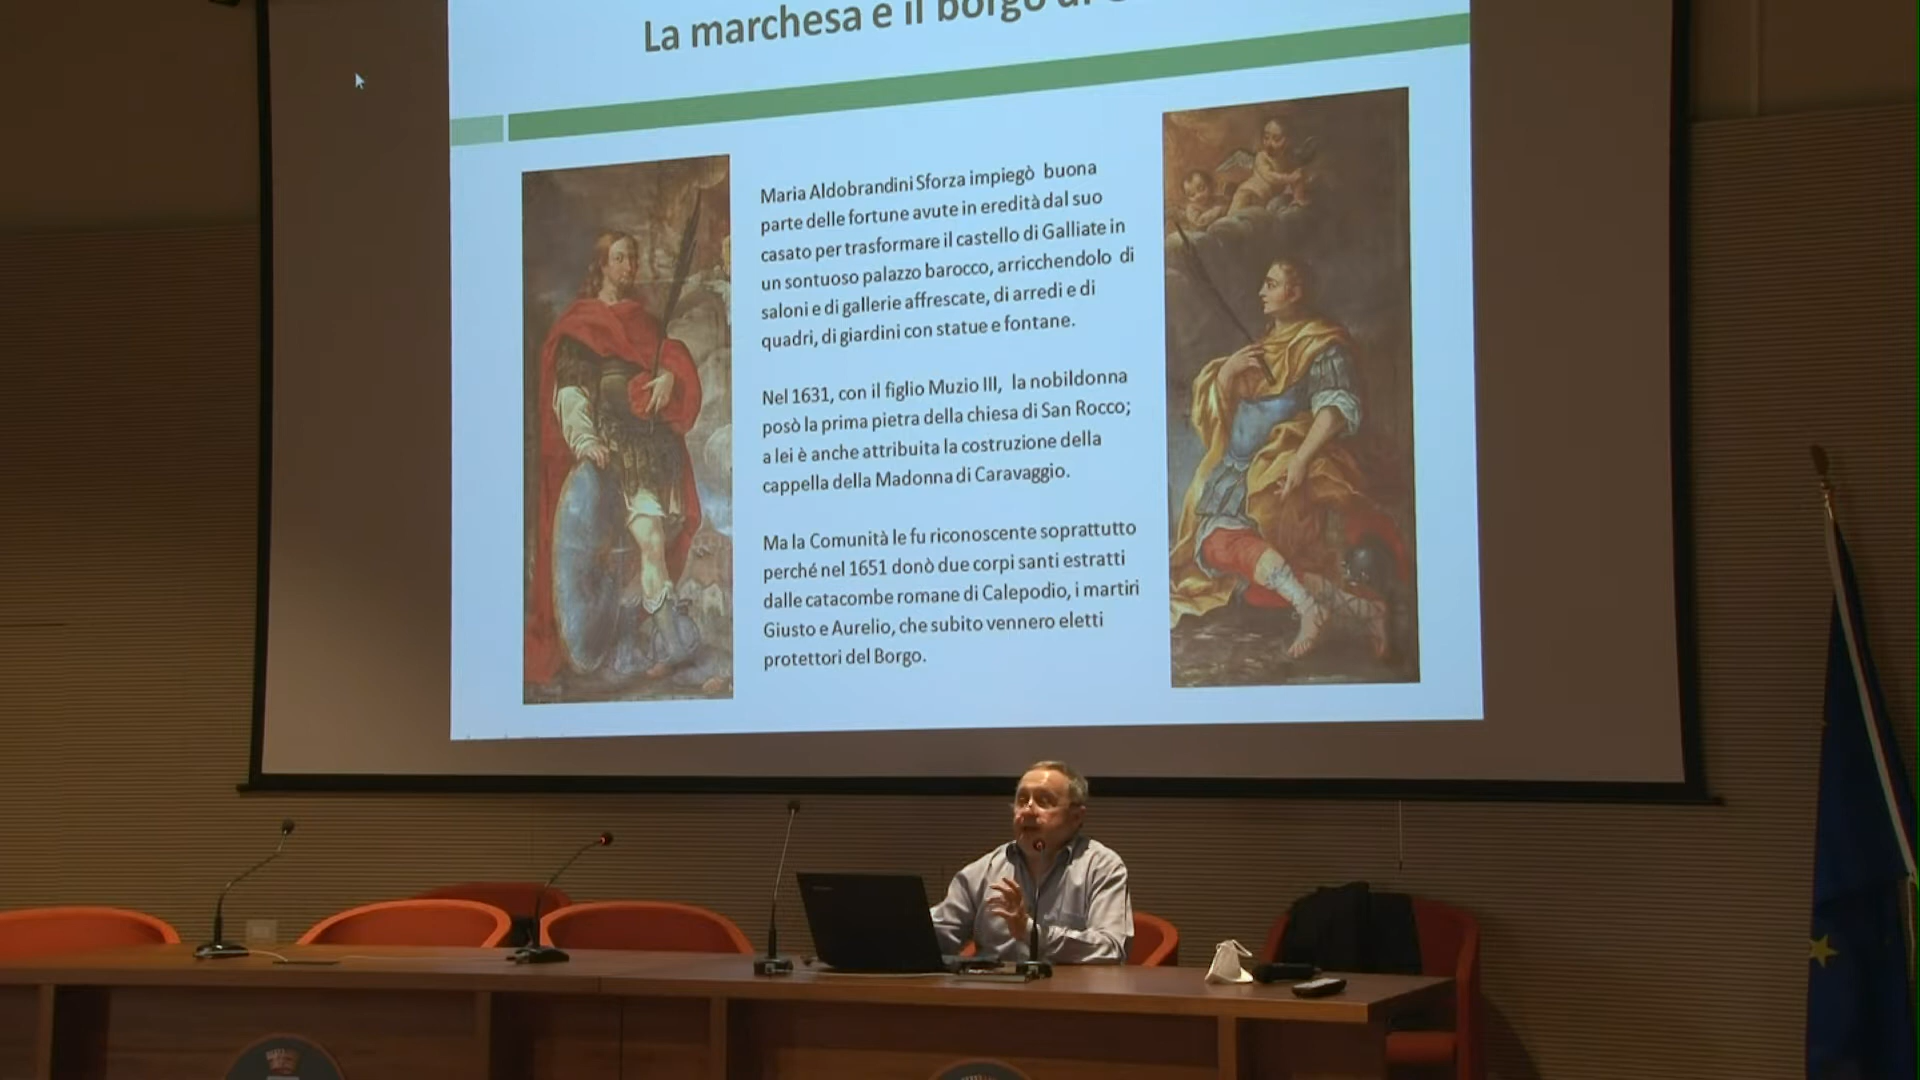 La marchesa e il borgo di
Maria Aldobrandini Sforza impiegò buona
parte delle fortune avute in eredità dal suo
casato per trasformare il castello di Galliate in
un sontuoso palazzo barocco, arricchendolo di
saloni e di gallerie affrescate, di arredi e di
quadri, di giardini con statue e fontane.
Nel 1631, con il figlio Muzio III, la nobildonna
posò la prima pietra della chiesa di San Rocco;
a lei è anche attribuita la costruzione della
cappella della Madonna di Caravaggio.
Ma la Comunità le fu riconoscente soprattutto
perché nel 1651 donò due corpi santi estratti
dalle catacombe romane di Calepodio, i martiri
Giusto e Aurelio, che subito vennero eletti
protettori del Borgo.